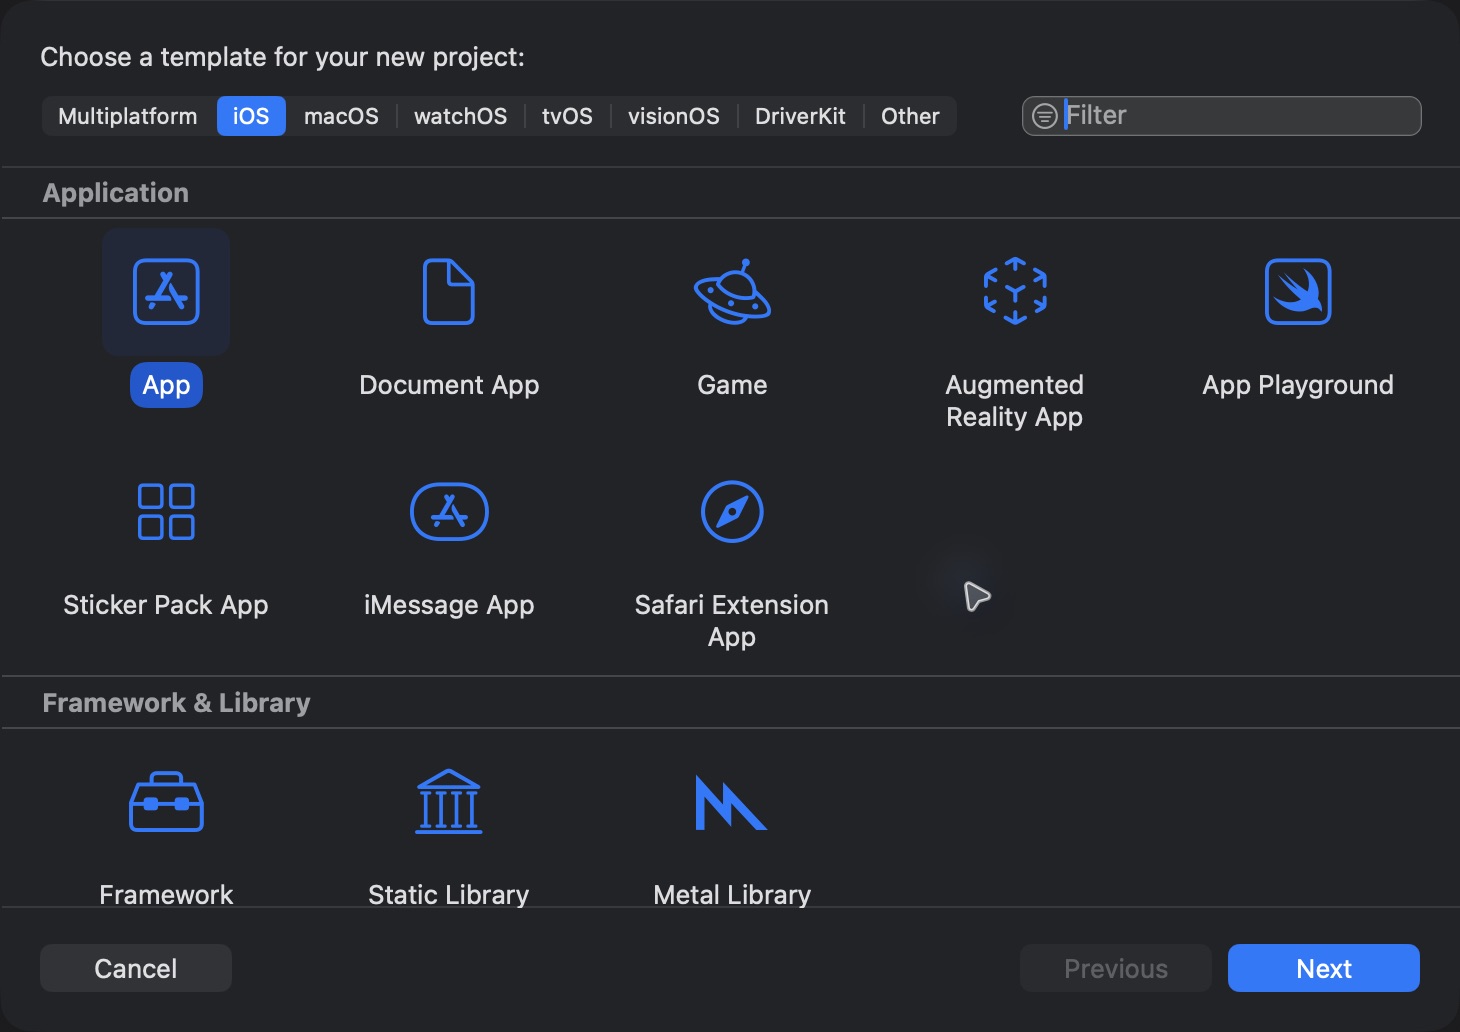 Choose a template for your new project:
Multiplatform iOS macOS watchOS tvOS visionOS DriverKit Other Filter
Application
App Document App Game Augmented Reality App App Playground
Sticker Pack App iMessage App Safari Extension App
Framework & Library
Framework Static Library Metal Library
Cancel Previous Next